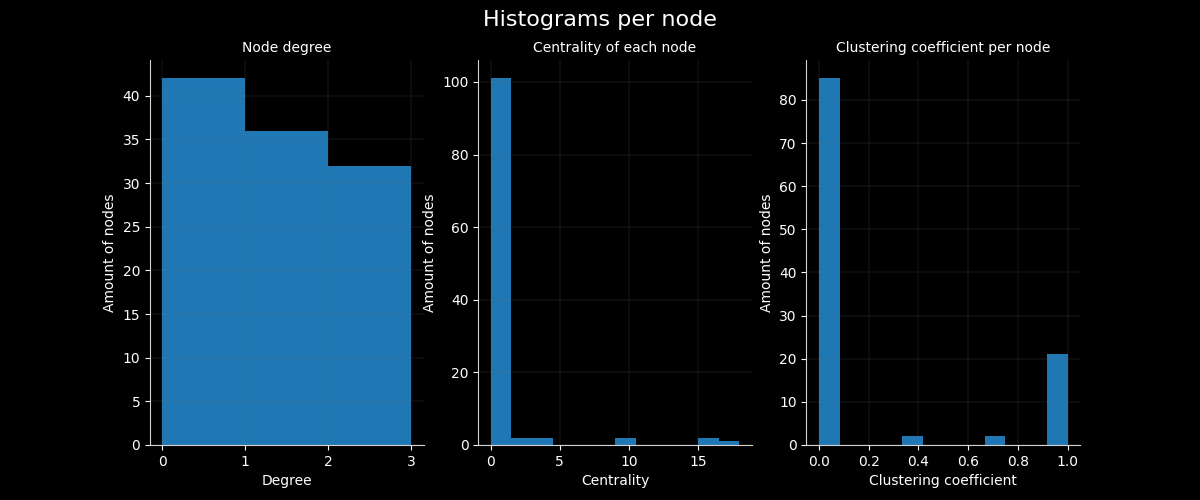 Histograms per node
Node degree
Amount of nodes
40
35
30
25
20
15
10
5
0
0 1 2 3
Degree
Centrality of each node
Amount of nodes
100
80
60
40
20
0
0 5 10 15
Centrality
Clustering coefficient per node
Amount of nodes
80
70
60
50
40
30
20
10
0
0.0 0.2 0.4 0.6 0.8 1.0
Clustering coefficient